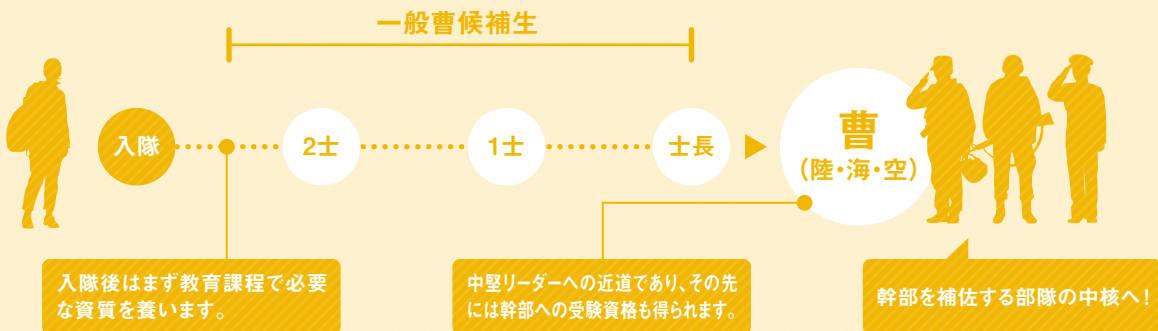 一般曹候補生
入隊
2士
1士
士長
曹
(陸・海・空)
入隊後はまず教育課程で必要
な資質を養います。
中堅リーダーへの近道であり、その先
には幹部への受験資格も得られます。
幹部を補佐する部隊の中核へ!